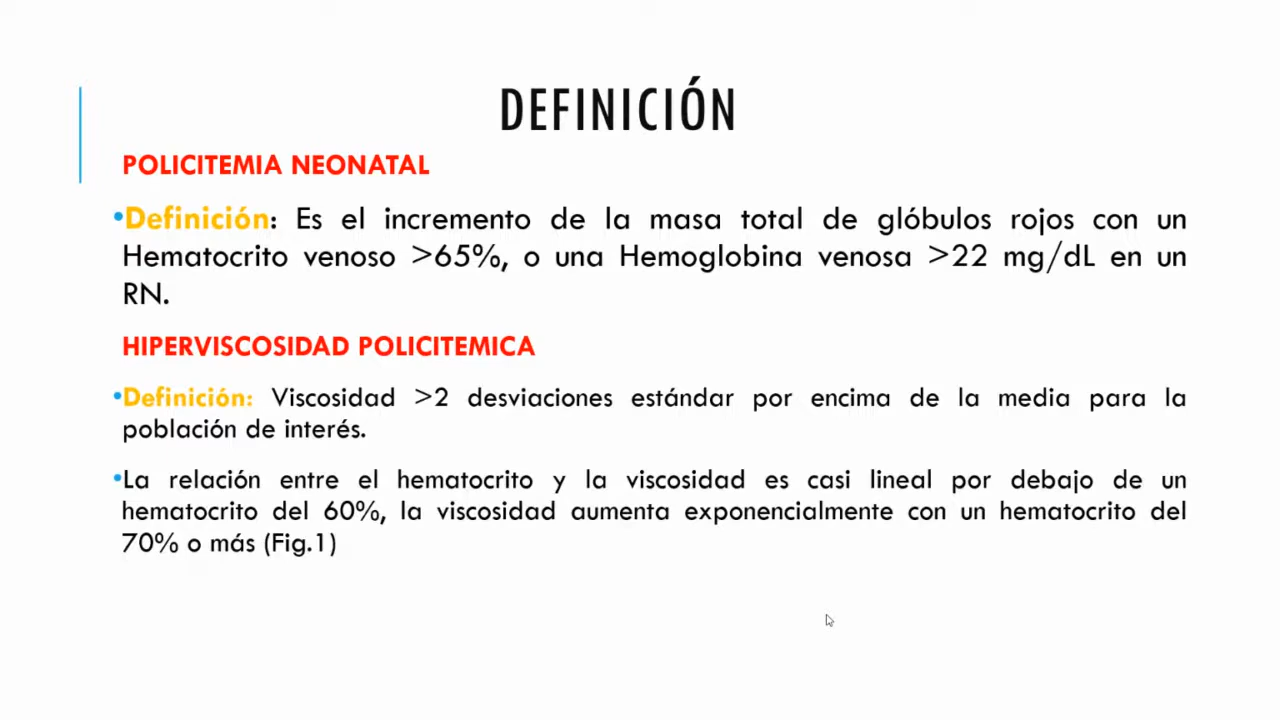 DEFINICIÓN
POLICITEMIA NEONATAL
•Definición: Es el incremento de la masa total de glóbulos rojos con un
Hematocrito venoso >65%, o una Hemoglobina venosa >22 mg/dL en un
RN.
HIPERVISCOSIDAD POLICITEMICA
•Definición: Viscosidad >2 desviaciones estándar por encima de la media para la
población de interés.
•La relación entre el hematocrito y la viscosidad es casi lineal por debajo de un
hematocrito del 60%, la viscosidad aumenta exponencialmente con un hematocrito del
70% o más (Fig.1)